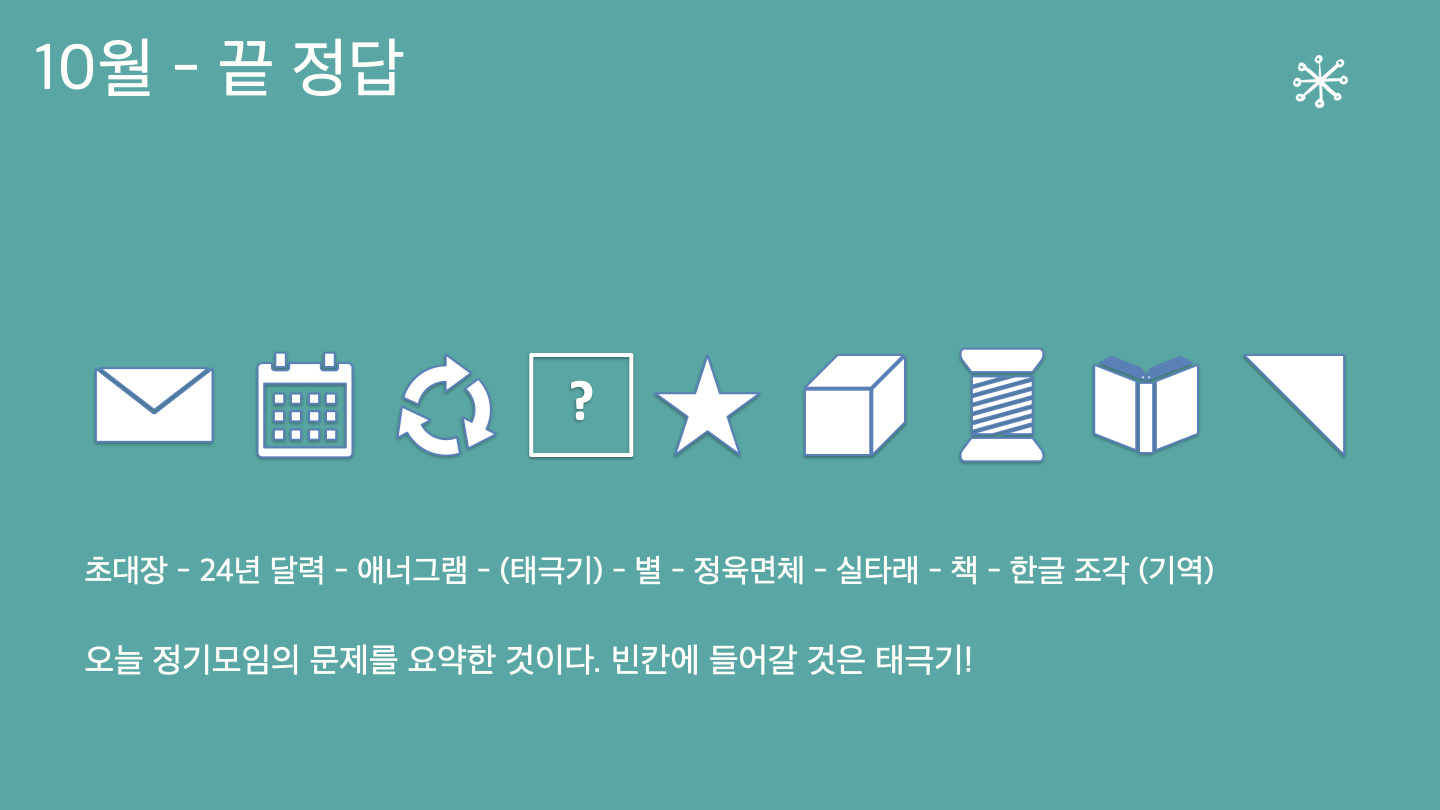 10월 - 끝 정답
?
초대장 - 24년 달력 - 애너그램 - (태극기) - 별 - 정육면체 - 실타래 - 책 - 한글 조각 (기역)
오늘 정기모임의 문제를 요약한 것이다. 빈칸에 들어갈 것은 태극기!